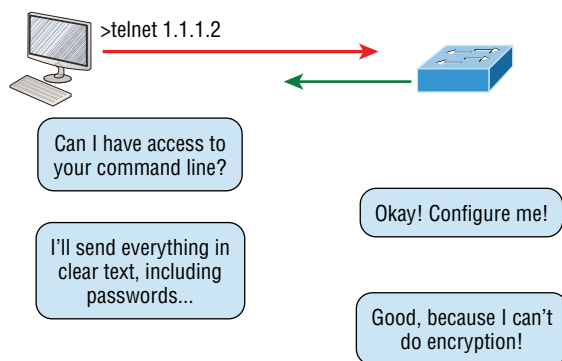 >telnet 1.1.1.2
Can I have access to
your command line?
Okay! Configure me!
I'll send everything in
clear text, including
passwords...
Good, because I can't
do encryption!